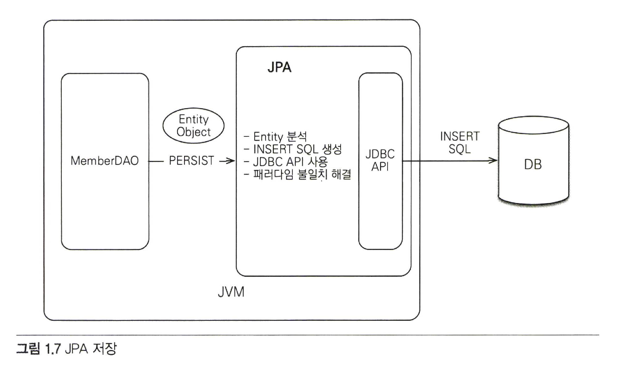 JPA
Entity
Object
MemberDAO
PERSIST
- Entity 분석
- INSERT SQL 생성
- JDBC API 사용
- 패러다임 불일치 해결
JDBC
API
INSERT
SQL
DB
JVM
그림 1.7 JPA 저장